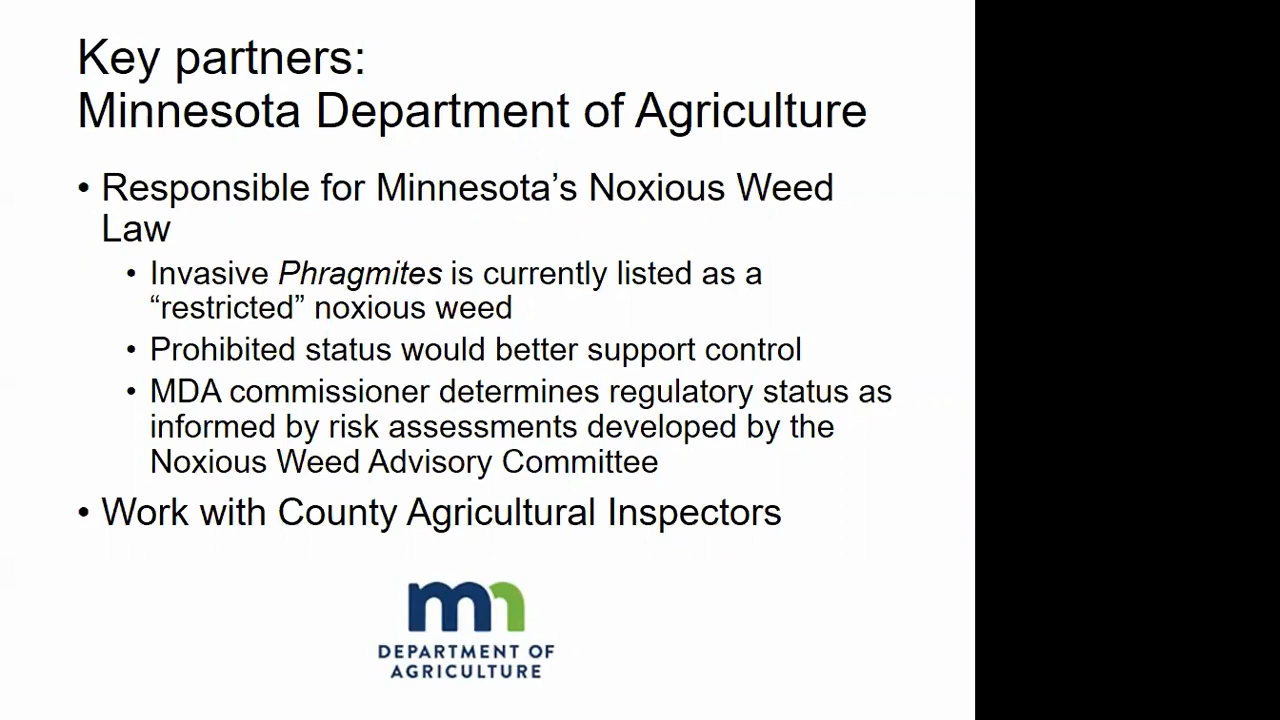 Key partners:
Minnesota Department of Agriculture
• Responsible for Minnesota’s Noxious Weed
Law
• Invasive Phragmites is currently listed as a
“restricted” noxious weed
• Prohibited status would better support control
• MDA commissioner determines regulatory status as
informed by risk assessments developed by the
Noxious Weed Advisory Committee
• Work with County Agricultural Inspectors
mn
DEPARTMENT OF
AGRICULTURE